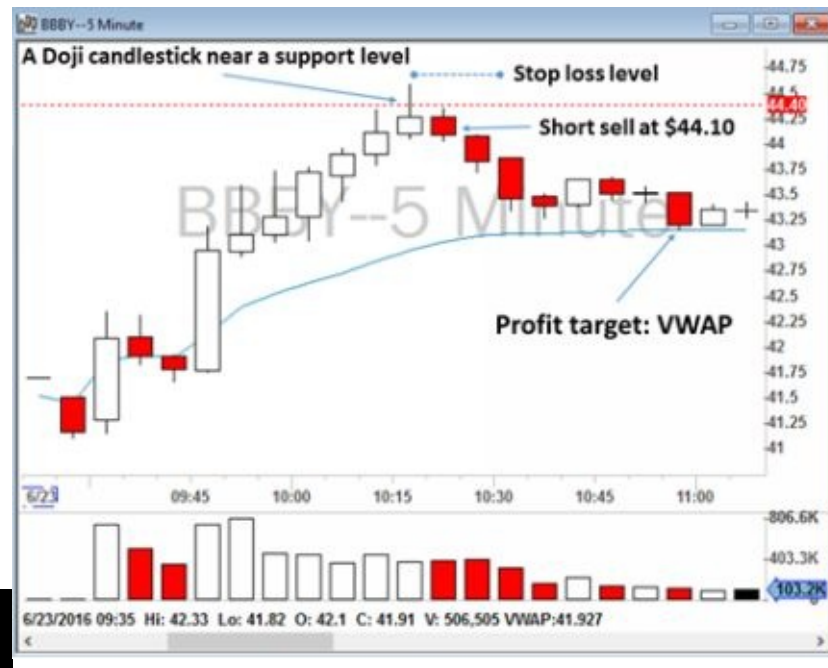 BBBY--5 Minute
A Doji candlestick near a support level
Stop loss level
Short sell at $44.10
BBBY--5 Minute
Profit target: VWAP
44.75
44.5
44.40
44.25
44
43.75
43.5
43.25
43
42.75
42.5
42.25
42
41.75
41.5
41.25
41
6/23
09:45
10:00
10:15
10:30
10:45
11:00
806.6K
403.3K
103.2K
0
6/23/2016 09:35 Hi: 42.33 Lo: 41.82 O: 42.1 C: 41.91 V: 506,505 VWAP:41.927